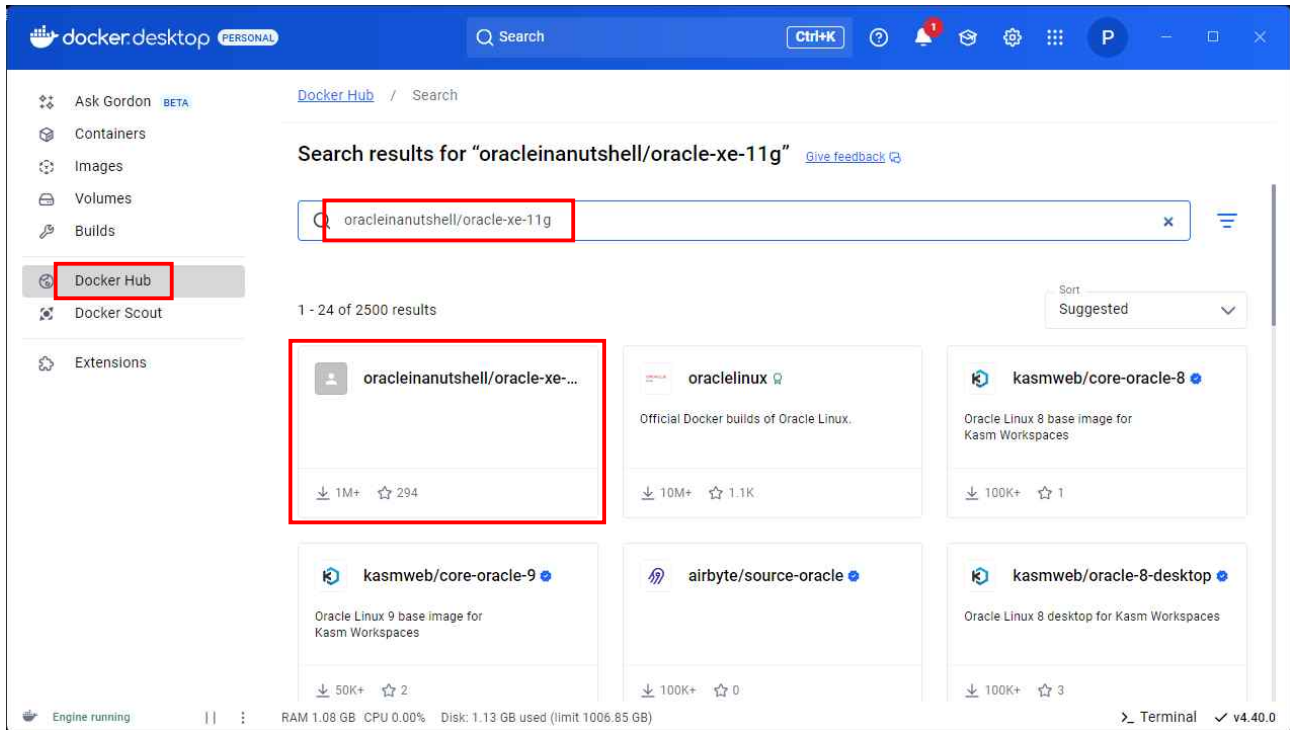 docker.desktop PERSONAL
Search
Ctrl+K
1
P
Ask Gordon BETA
Containers
Images
Volumes
Builds
Docker Hub
Docker Scout
Extensions
Docker Hub / Search
Search results for “oracleinanutshell/oracle-xe-11g” Give feedback
oracleinanutshell/oracle-xe-11g
1 - 24 of 2500 results
Sort
Suggested
oracleinanutshell/oracle-xe-...
1M+ 294
oraclelinux
Official Docker builds of Oracle Linux.
10M+ 1.1K
kasmweb/core-oracle-8
Oracle Linux 8 base image for
Kasm Workspaces
100K+ 1
kasmweb/core-oracle-9
Oracle Linux 9 base image for
Kasm Workspaces
50K+ 2
airbyte/source-oracle
100K+ 0
kasmweb/oracle-8-desktop
Oracle Linux 8 desktop for Kasm Workspaces
100K+ 3
Engine running
RAM 1.08 GB CPU 0.00% Disk: 1.13 GB used (limit 1006.85 GB)
Terminal
v4.40.0